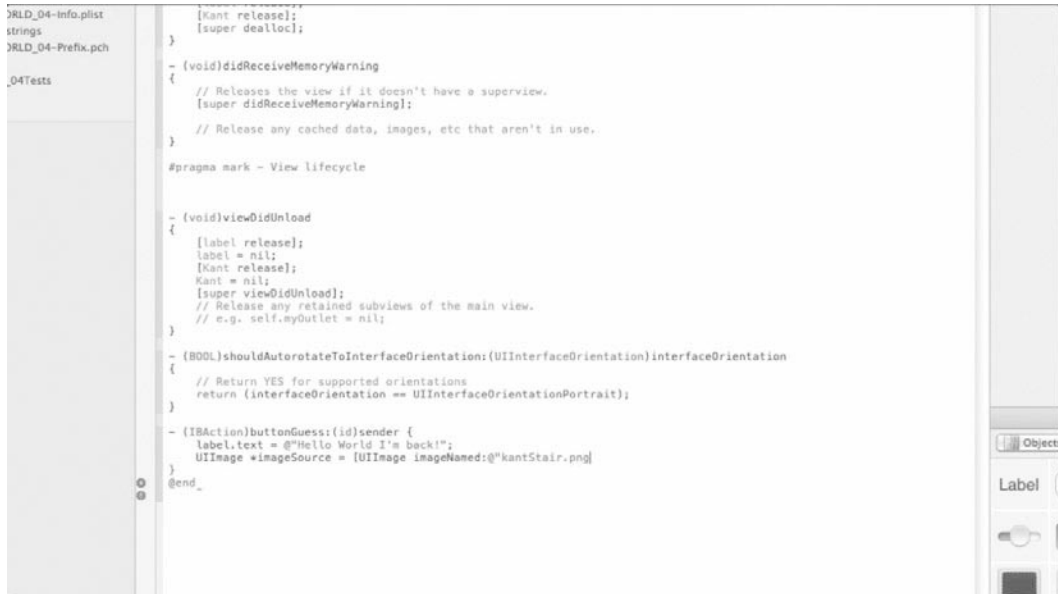 ORLD_04-Info.plist
strings
ORLD_04-Prefix.pch
_04Tests
[Kant release];
[super dealloc];
}
- (void)didReceiveMemoryWarning
{
// Releases the view if it doesn't have a superview.
[super didReceiveMemoryWarning];
// Release any cached data, images, etc that aren't in use.
}
#pragma mark - View lifecycle
- (void)viewDidUnload
{
[label release];
label = nil;
[Kant release];
Kant = nil;
[super viewDidUnload];
// Release any retained subviews of the main view.
// e.g. self.myOutlet = nil;
}
- (BOOL)shouldAutorotateToInterfaceOrientation:(UIInterfaceOrientation)interfaceOrientation
{
// Return YES for supported orientations
return (interfaceOrientation == UIInterfaceOrientationPortrait);
}
- (IBAction)buttonGuess:(id)sender {
label.text = @"Hello World I'm back!";
UIImage *imageSource = [UIImage imageNamed:@"kantStair.png
}
@end_
Objects
Label